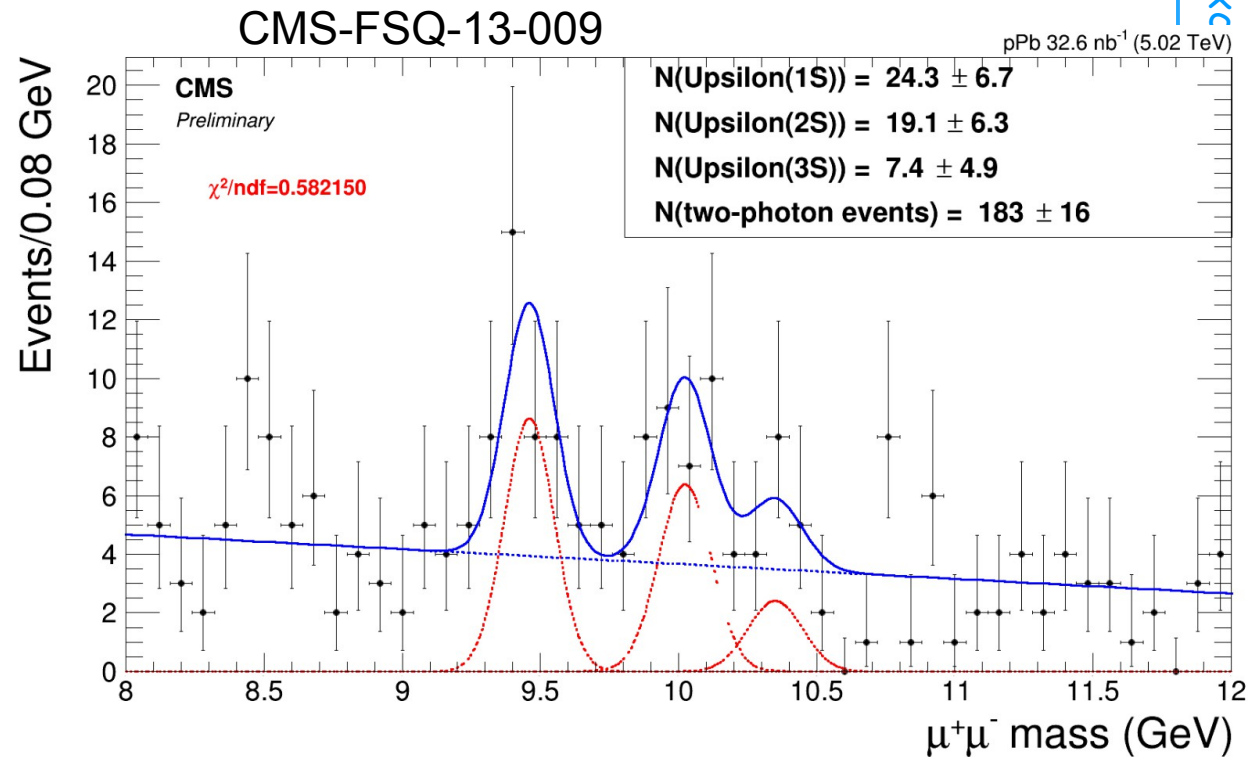 CMS-FSQ-13-009
pPb 32.6 nb⁻¹ (5.02 TeV)
CMS
Preliminary
χ²/ndf=0.582150
N(Upsilon(1S)) = 24.3 ± 6.7
N(Upsilon(2S)) = 19.1 ± 6.3
N(Upsilon(3S)) = 7.4 ± 4.9
N(two-photon events) = 183 ± 16
Events/0.08 GeV
20
18
16
14
12
10
8
6
4
2
0
8 8.5 9 9.5 10 10.5 11 11.5 12
μ⁺μ⁻ mass (GeV)